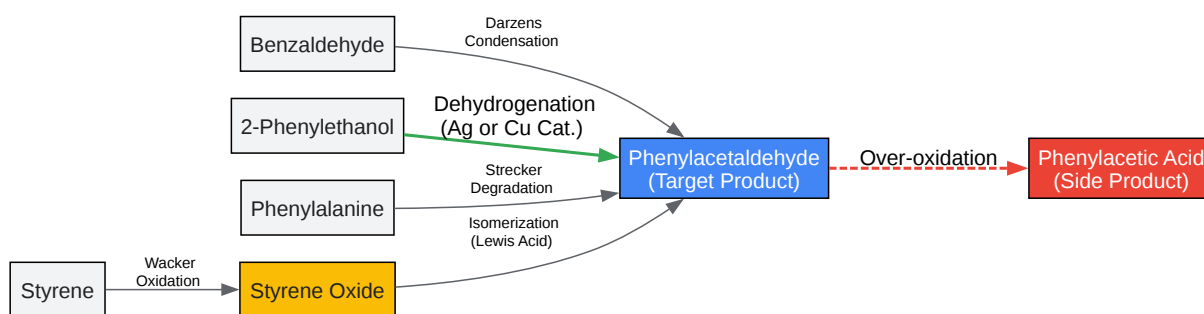 Benzaldehyde
Darzens
Condensation
2-Phenylethanol
Dehydrogenation
(Ag or Cu Cat.)
Phenylacetaldehyde
(Target Product)
Over-oxidation
Phenylacetic Acid
(Side Product)
Phenylalanine
Strecker
Degradation
Isomerization
(Lewis Acid)
Styrene
Wacker
Oxidation
Styrene Oxide